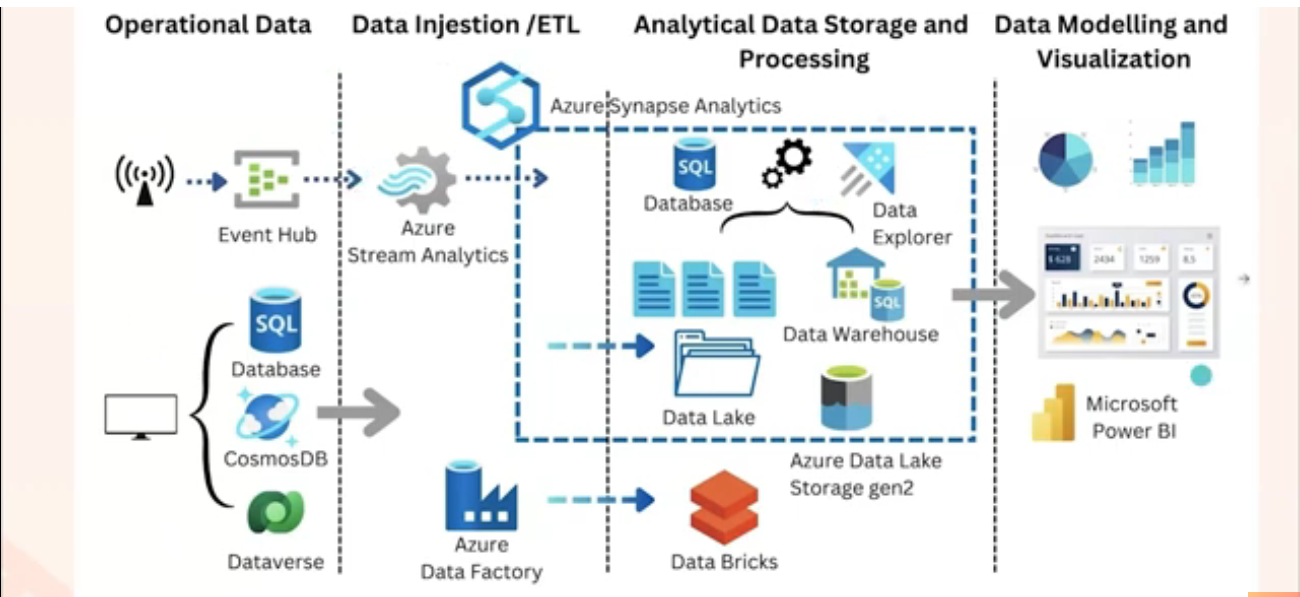 Operational Data
Data Injestion /ETL
Analytical Data Storage and
Processing
Data Modelling and
Visualization
Azure Synapse Analytics
Event Hub
Azure
Stream Analytics
SQL
Database
Data
Explorer
SQL
Data Warehouse
Data Lake
Azure Data Lake
Storage gen2
SQL
Database
CosmosDB
Dataverse
Azure
Data Factory
Data Bricks
$ 628
2434
1259
8.5
Microsoft
Power BI